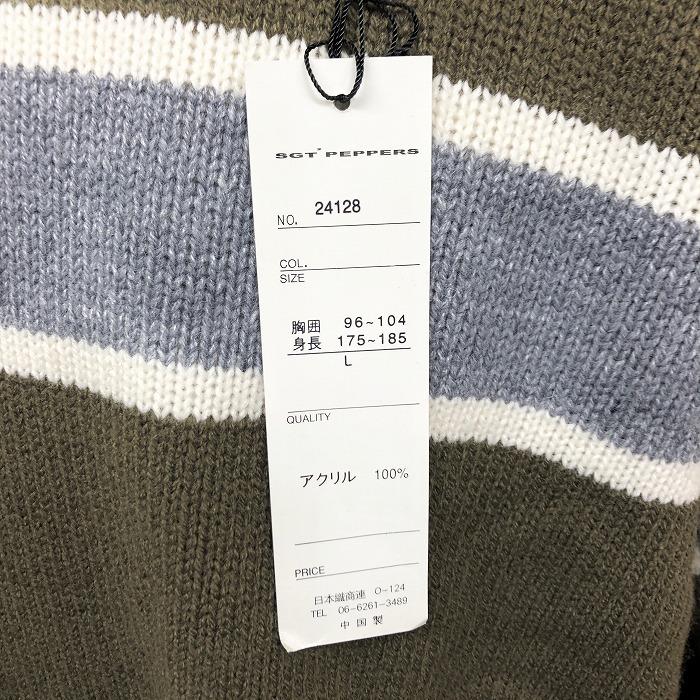 SGT PEPPERS
NO. 24128
COL.
SIZE
胸囲 96~104
身長 175~185
L
QUALITY
アクリル 100%
PRICE
日本織商連 O-124
TEL 06-6261-3489
中国製